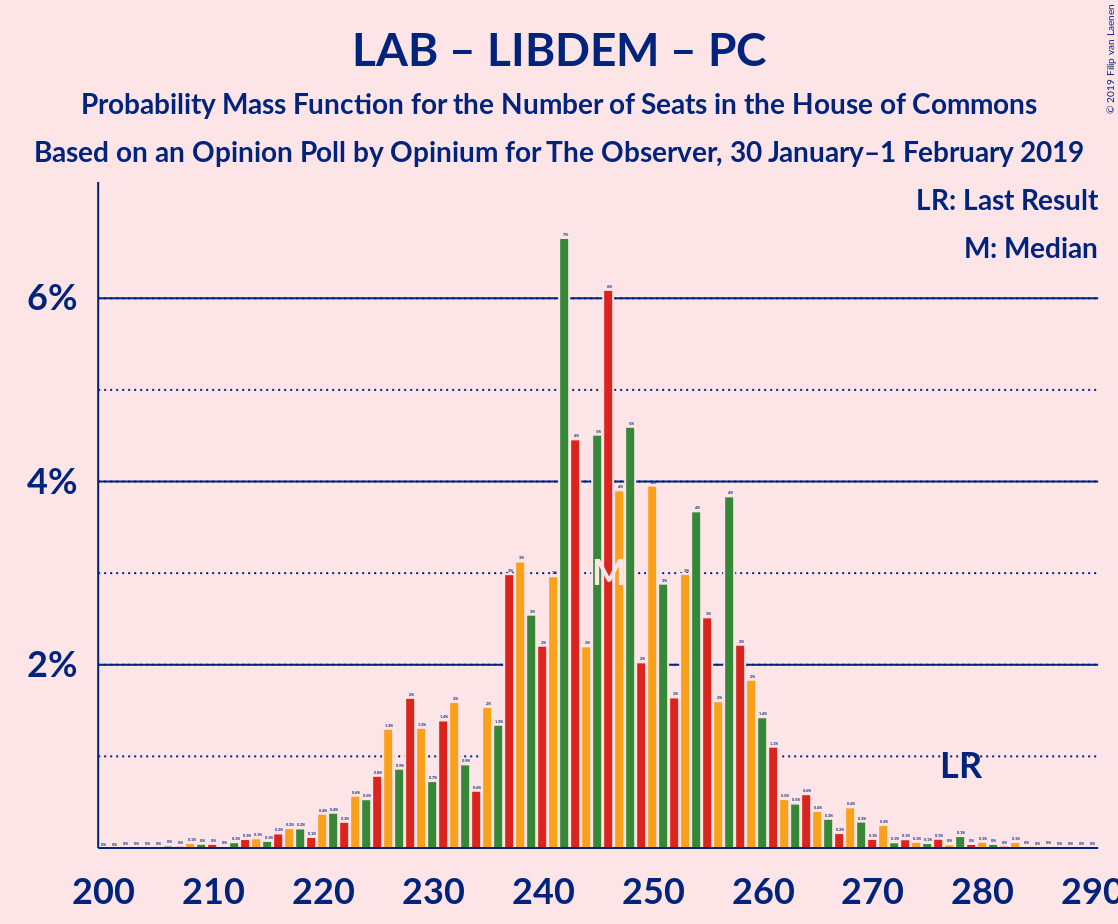 LAB – LIBDEM – PC
Probability Mass Function for the Number of Seats in the House of Commons
Based on an Opinion Poll by Opinium for The Observer, 30 January–1 February 2019
© 2019 Filip van Laenen
LR: Last Result
M: Median
6%
4%
2%
M
LR
200 210 220 230 240 250 260 270 280 290